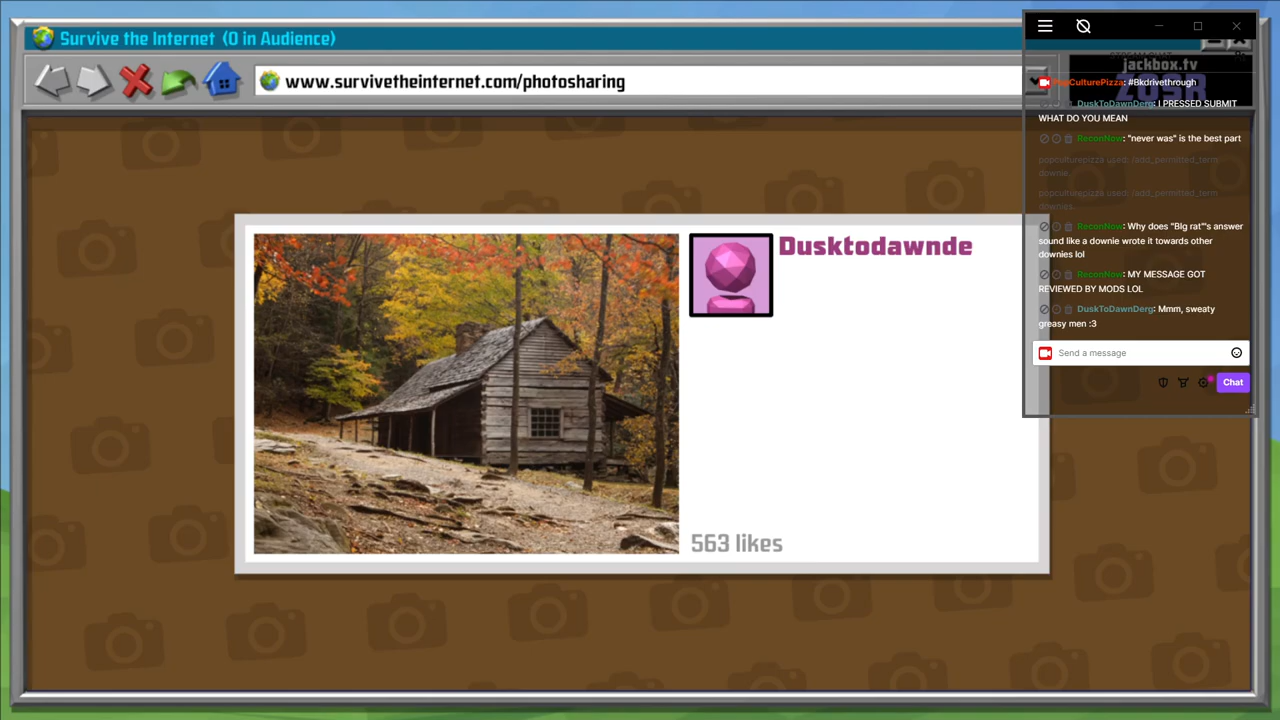 Survive the Internet (0 in Audience)
www.survivetheinternet.com/photosharing
jackbox.tv
Dusktodawnde
563 likes
STREAM CHAT
PopCulturePizza: #Bkdrivethrough
DuskToDawnDerg: I PRESSED SUBMIT
WHAT DO YOU MEAN
ReconNow: "never was" is the best part
popculturepizza used: /add_permitted_term
downie.
popculturepizza used: /add_permitted_term
downies.
ReconNow: Why does "BIg rat"'s answer
sound like a downie wrote it towards other
downies lol
ReconNow: MY MESSAGE GOT
REVIEWED BY MODS LOL
DuskToDawnDerg: Mmm, sweaty
greasy men :3
Send a message
Chat